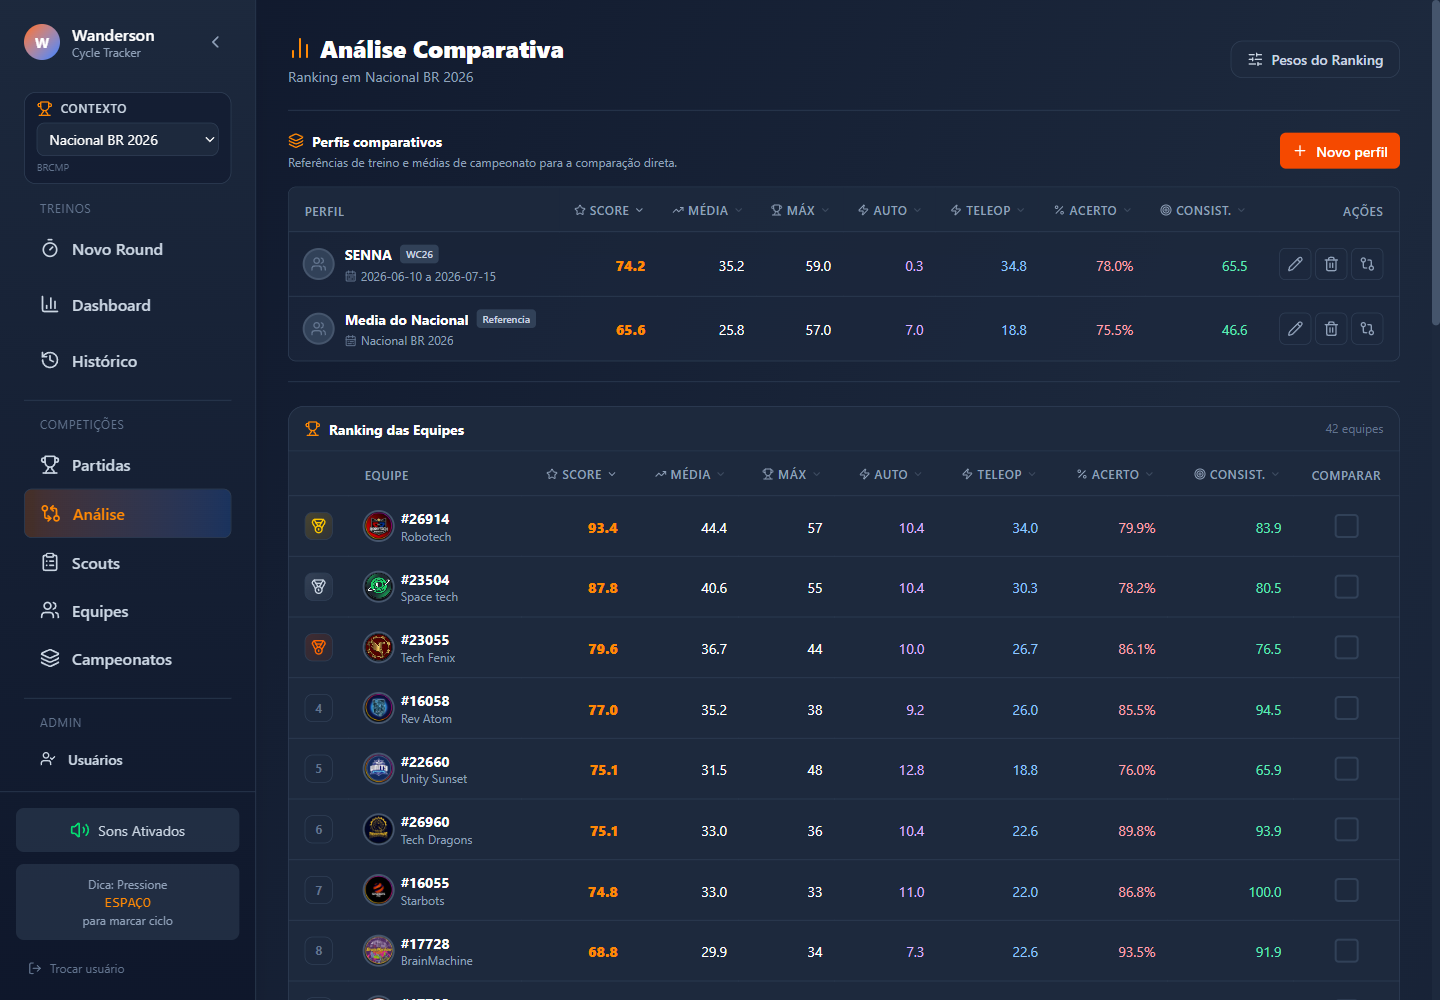 W
Wanderson
Cycle Tracker
CONTEXTO
Nacional BR 2026
BRCMP
TREINOS
Novo Round
Dashboard
Histórico
COMPETIÇÕES
Partidas
Análise
Scouts
Equipes
Campeonatos
ADMIN
Usuários
Sons Ativados
Dica: Pressione
ESPAÇO
para marcar ciclo
Trocar usuário
Análise Comparativa
Ranking em Nacional BR 2026
Pesos do Ranking
Perfis comparativos
Referências de treino e médias de campeonato para a comparação direta.
Novo perfil
PERFIL SCORE MÉDIA MÁX AUTO TELEOP % ACERTO CONSIST. AÇÕES
SENNA WC26 74.2 35.2 59.0 0.3 34.8 78.0% 65.5
2026-06-10 a 2026-07-15
Media do Nacional Referencia 65.6 25.8 57.0 7.0 18.8 75.5% 46.6
Nacional BR 2026
Ranking das Equipes 42 equipes
EQUIPE SCORE MÉDIA MÁX AUTO TELEOP % ACERTO CONSIST. COMPARAR
#26914 93.4 44.4 57 10.4 34.0 79.9% 83.9
Robotech
#23504 87.8 40.6 55 10.4 30.3 78.2% 80.5
Space tech
#23055 79.6 36.7 44 10.0 26.7 86.1% 76.5
Tech Fenix
4 #16058 77.0 35.2 38 9.2 26.0 85.5% 94.5
Rev Atom
5 #22660 75.1 31.5 48 12.8 18.8 76.0% 65.9
Unity Sunset
6 #26960 75.1 33.0 36 10.4 22.6 89.8% 93.9
Tech Dragons
7 #16055 74.8 33.0 33 11.0 22.0 86.8% 100.0
Starbots
8 #17728 68.8 29.9 34 7.3 22.6 93.5% 91.9
BrainMachine